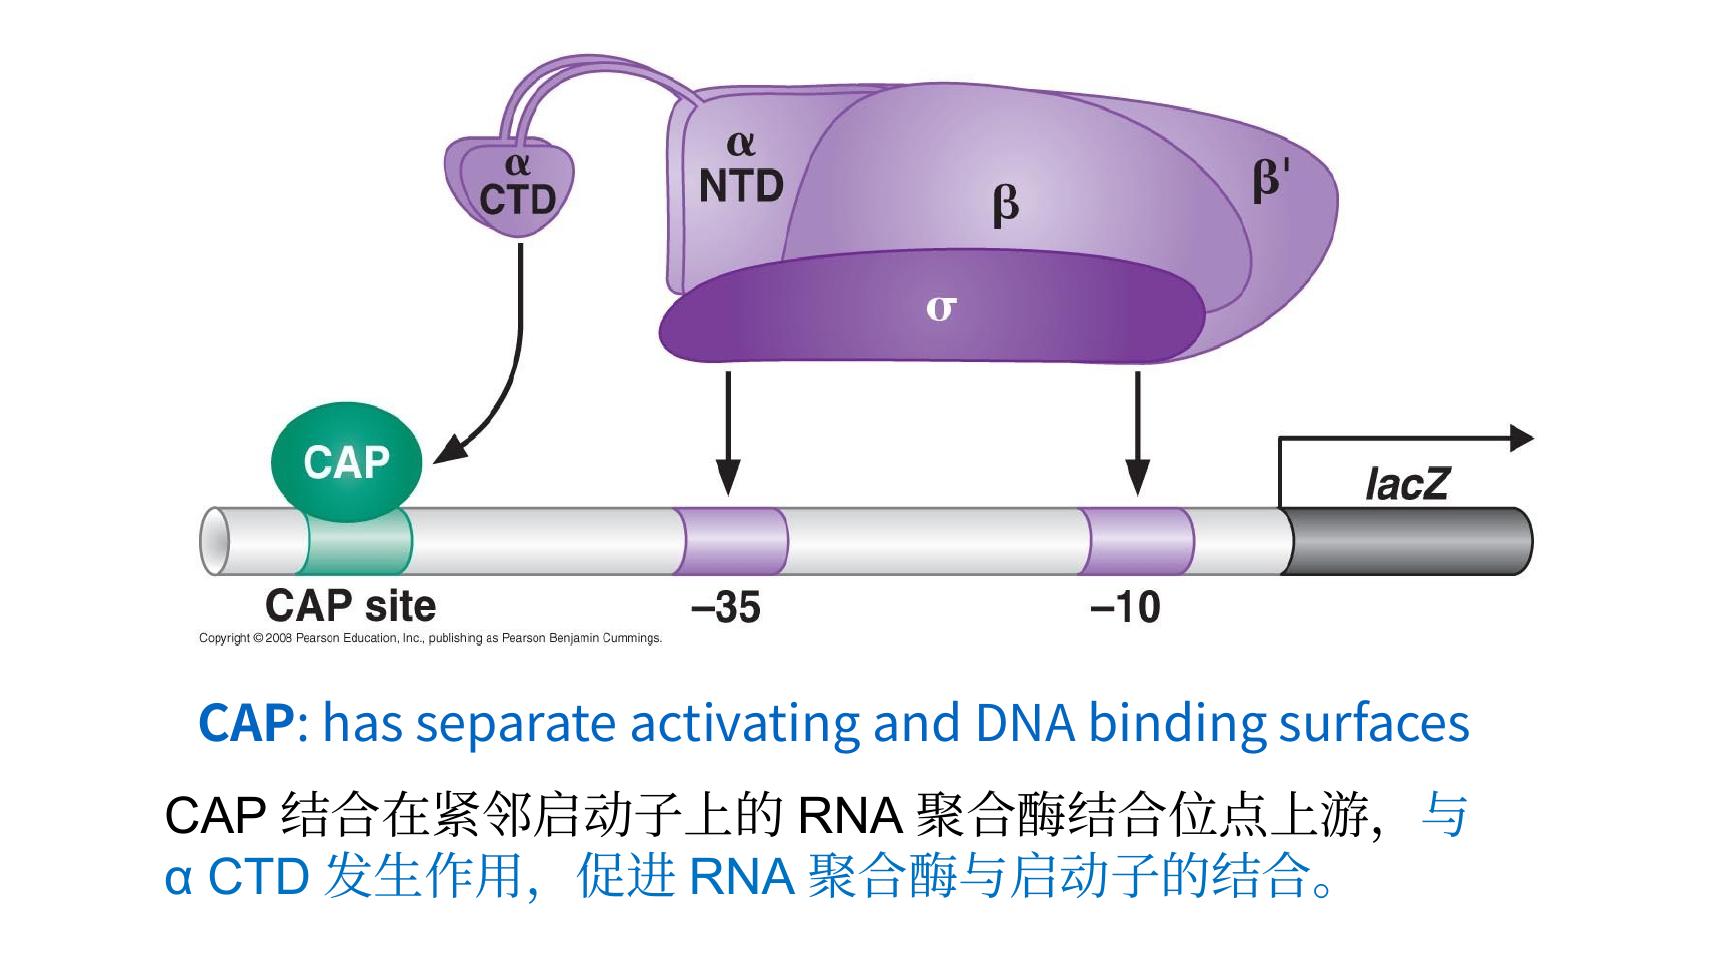 α
CTD
α
NTD
β
β'
σ
CAP
lacZ
CAP site
–35
–10
Copyright © 2008 Pearson Education, Inc., publishing as Pearson Benjamin Cummings.
CAP: has separate activating and DNA binding surfaces
CAP 结合在紧邻启动子上的 RNA 聚合酶结合位点上游，与
α CTD 发生作用，促进 RNA 聚合酶与启动子的结合。